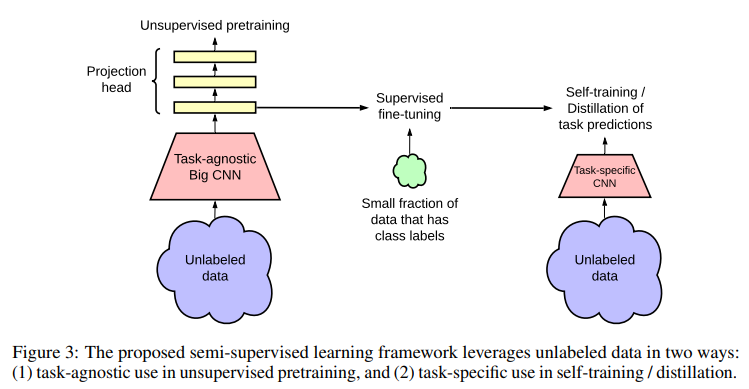 Unsupervised pretraining
Projection
head
Task-agnostic
Big CNN
Unlabeled
data
Supervised
fine-tuning
Small fraction of
data that has
class labels
Self-training /
Distillation of
task predictions
Task-specific
CNN
Unlabeled
data
Figure 3: The proposed semi-supervised learning framework leverages unlabeled data in two ways:
(1) task-agnostic use in unsupervised pretraining, and (2) task-specific use in self-training / distillation.